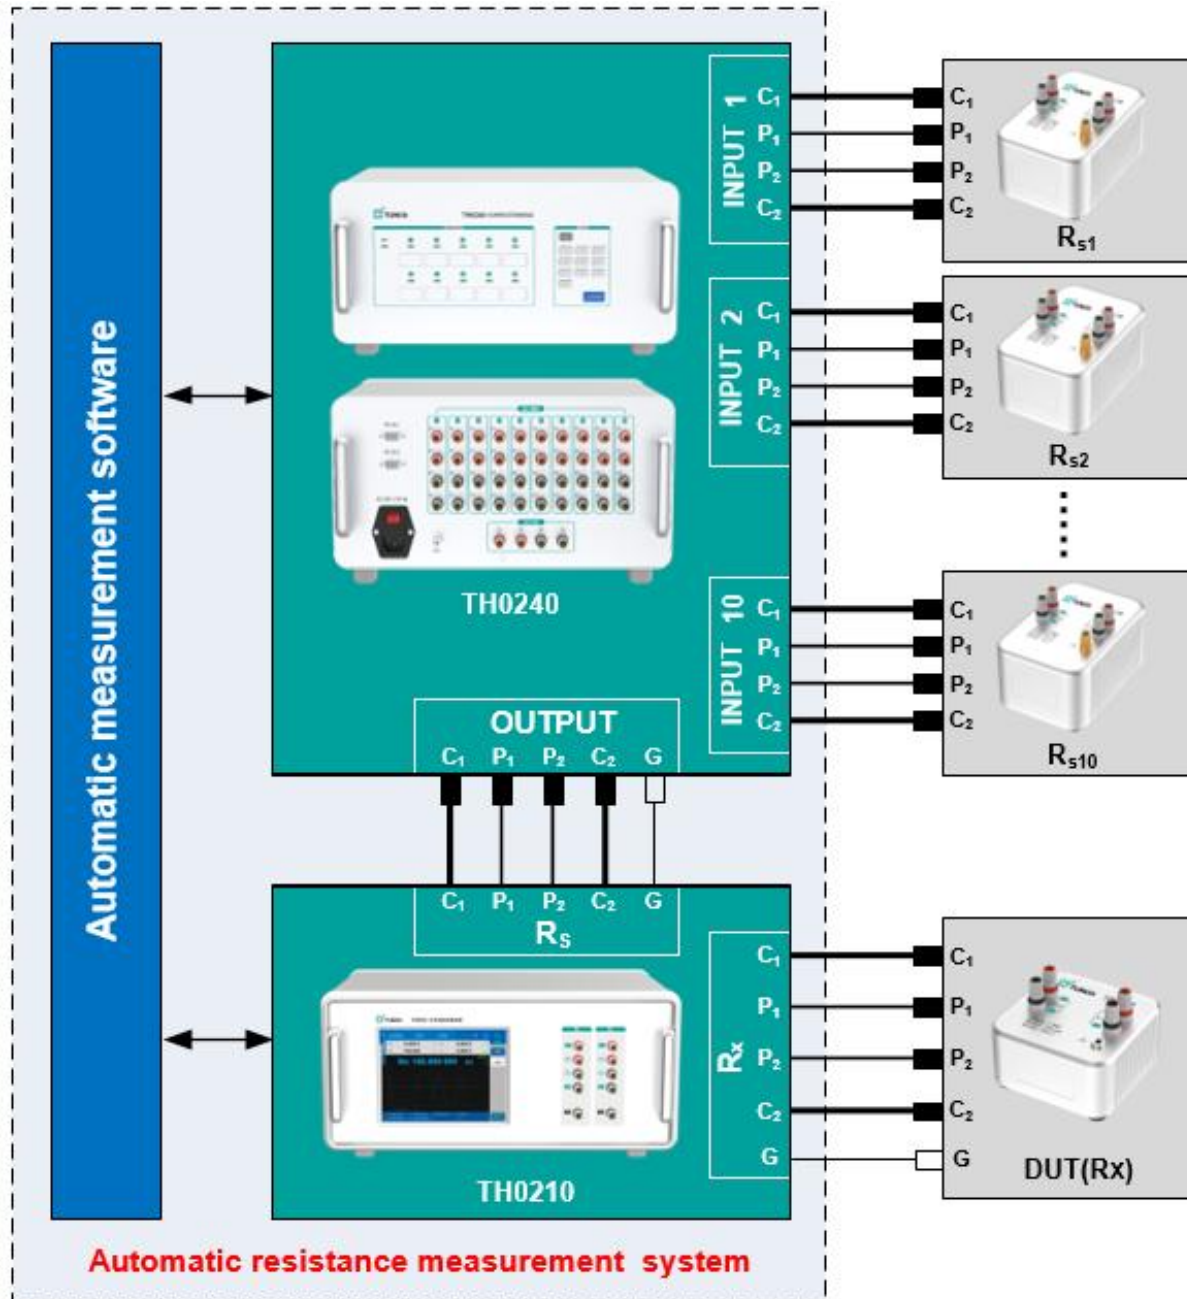 Automatic measurement software
INPUT 1
C₁
P₁
P₂
C₂
C₁
P₁
P₂
C₂
Rs1
INPUT 2
C₁
P₁
P₂
C₂
C₁
P₁
P₂
C₂
Rs2
TH0240
INPUT 10
C₁
P₁
P₂
C₂
C₁
P₁
P₂
C₂
Rs10
OUTPUT
C₁ P₁ P₂ C₂ G
C₁ P₁ P₂ C₂ G
RS
TH0210
Rx
C₁
P₁
P₂
C₂
G
C₁
P₁
P₂
C₂
G
DUT(Rx)
Automatic resistance measurement system